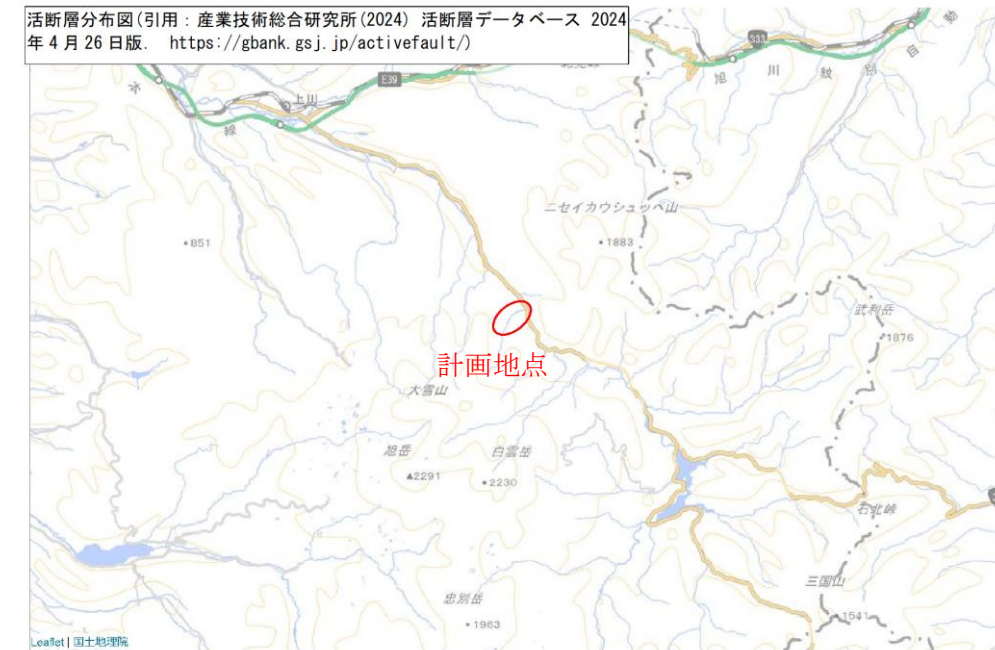 活断層分布図(引用：産業技術総合研究所(2024) 活断層データベース 2024
年4月26日版. https://gbank.gsj.jp/activefault/)
333
E39
旭川紋別自動
上川
線
ニセイカウシュッペ山
851
1883
武利岳
1876
計画地点
大雪山
旭岳
白雲岳
2291
2230
石北峠
三国山
忠別岳
1541
1963
Leaflet | 国土地理院